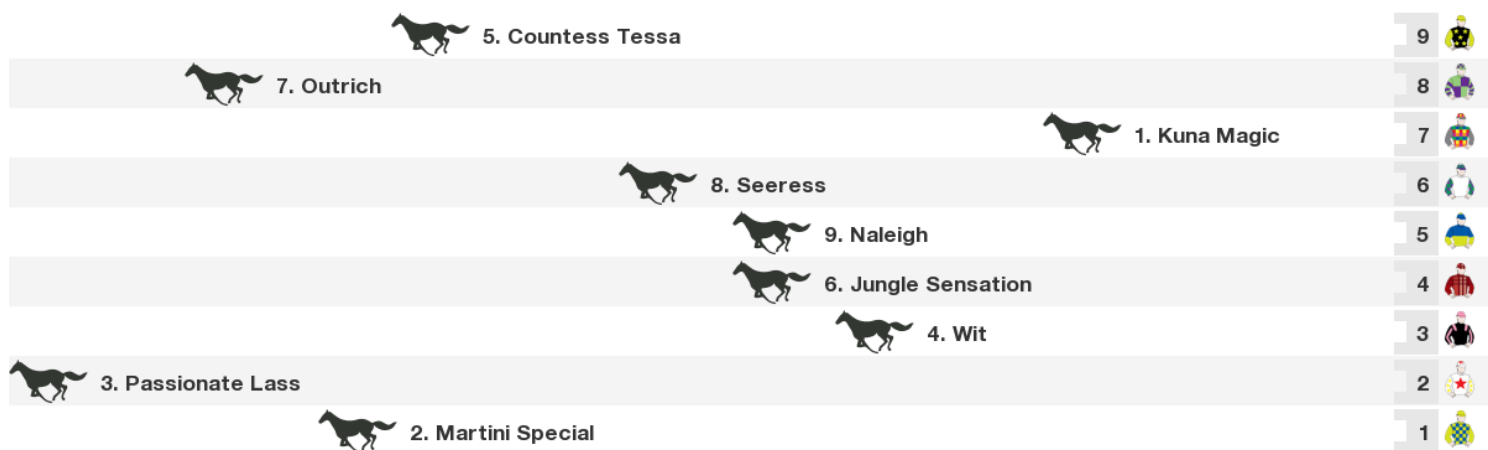 5. Countess Tessa 9
7. Outrich 8
1. Kuna Magic 7
8. Seeress 6
9. Naleigh 5
6. Jungle Sensation 4
4. Wit 3
3. Passionate Lass 2
2. Martini Special 1